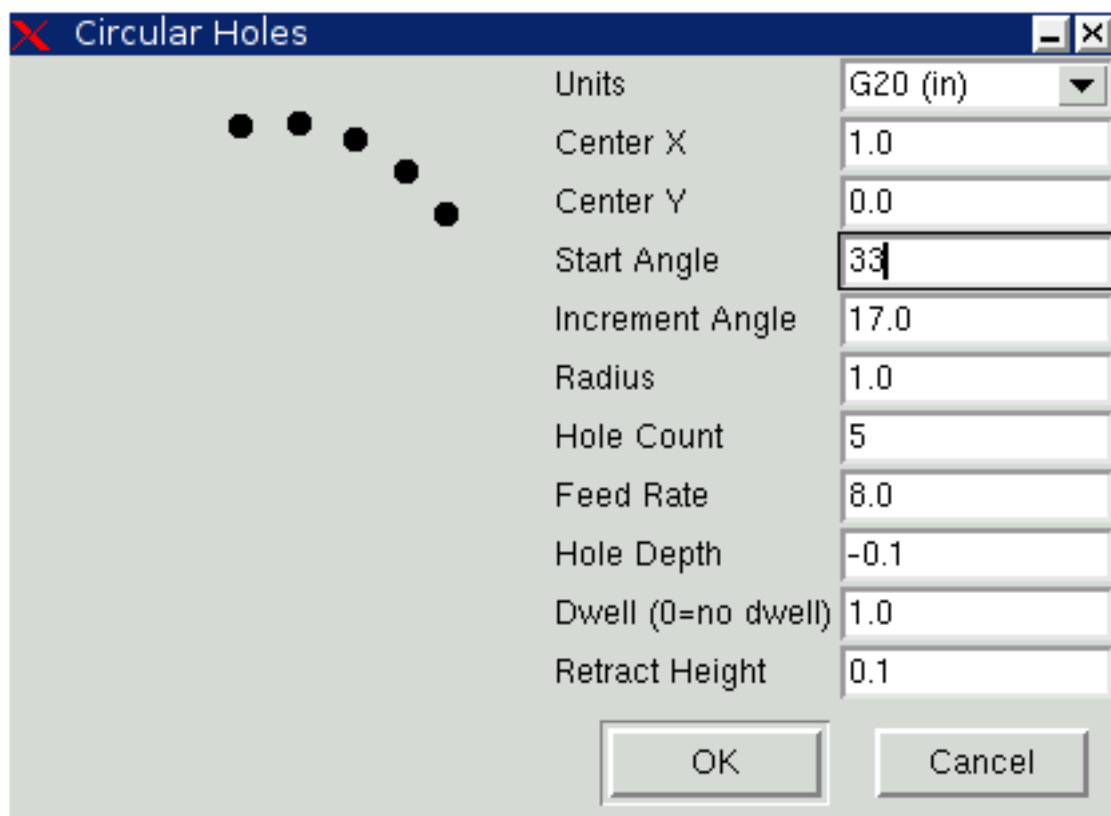 Circular Holes
Units G20 (in)
Center X 1.0
Center Y 0.0
Start Angle 33
Increment Angle 17.0
Radius 1.0
Hole Count 5
Feed Rate 8.0
Hole Depth -0.1
Dwell (0=no dwell) 1.0
Retract Height 0.1
OK Cancel